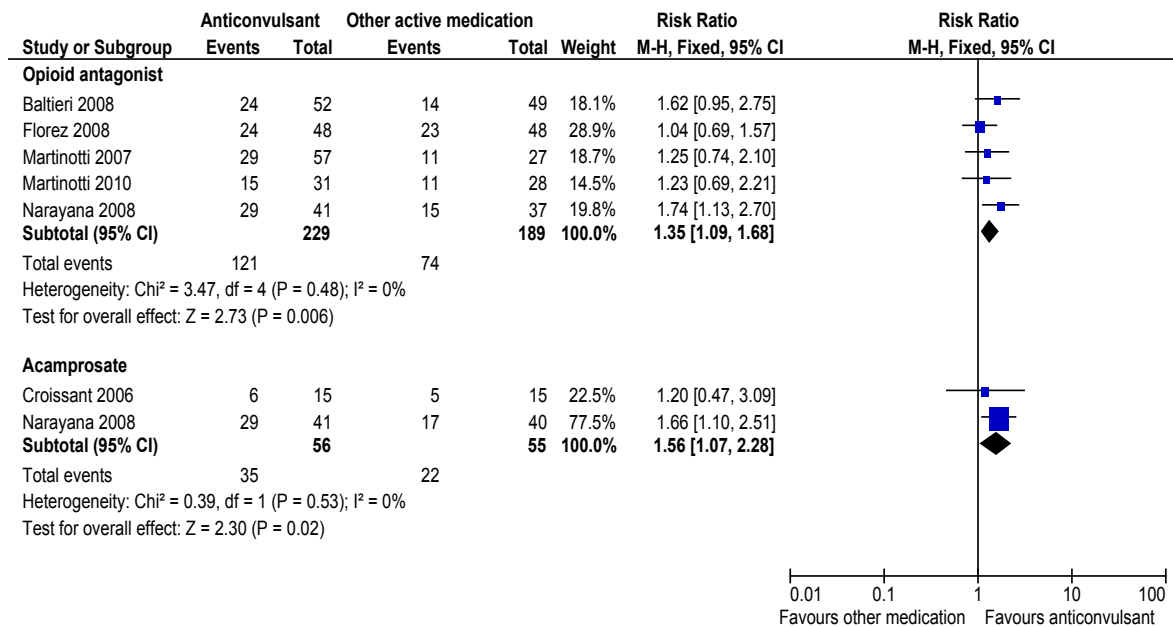 Anticonvulsant Other active medication Risk Ratio Risk Ratio
Study or Subgroup Events Total Events Total Weight M-H, Fixed, 95% CI M-H, Fixed, 95% CI
Opioid antagonist
Baltieri 2008 24 52 14 49 18.1% 1.62 [0.95, 2.75]
Florez 2008 24 48 23 48 28.9% 1.04 [0.69, 1.57]
Martinotti 2007 29 57 11 27 18.7% 1.25 [0.74, 2.10]
Martinotti 2010 15 31 11 28 14.5% 1.23 [0.69, 2.21]
Narayana 2008 29 41 15 37 19.8% 1.74 [1.13, 2.70]
Subtotal (95% CI) 229 189 100.0% 1.35 [1.09, 1.68]
Total events 121 74
Heterogeneity: Chi² = 3.47, df = 4 (P = 0.48); I² = 0%
Test for overall effect: Z = 2.73 (P = 0.006)
Acamprosate
Croissant 2006 6 15 5 15 22.5% 1.20 [0.47, 3.09]
Narayana 2008 29 41 17 40 77.5% 1.66 [1.10, 2.51]
Subtotal (95% CI) 56 55 100.0% 1.56 [1.07, 2.28]
Total events 35 22
Heterogeneity: Chi² = 0.39, df = 1 (P = 0.53); I² = 0%
Test for overall effect: Z = 2.30 (P = 0.02)
0.01 0.1 1 10 100
Favours other medication Favours anticonvulsant